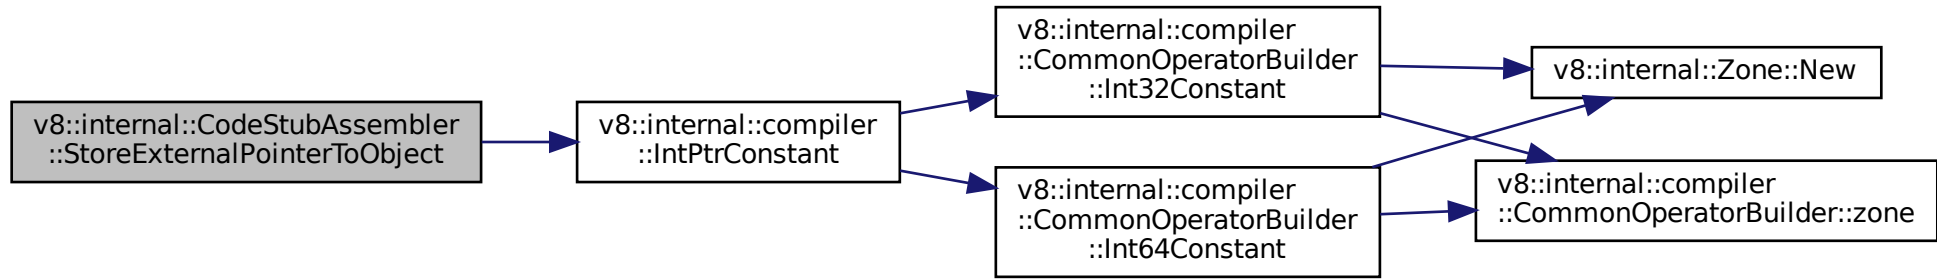 v8::internal::CodeStubAssembler
::StoreExternalPointerToObject
v8::internal::compiler
::IntPtrConstant
v8::internal::compiler
::CommonOperatorBuilder
::Int32Constant
v8::internal::compiler
::CommonOperatorBuilder
::Int64Constant
v8::internal::Zone::New
v8::internal::compiler
::CommonOperatorBuilder::zone